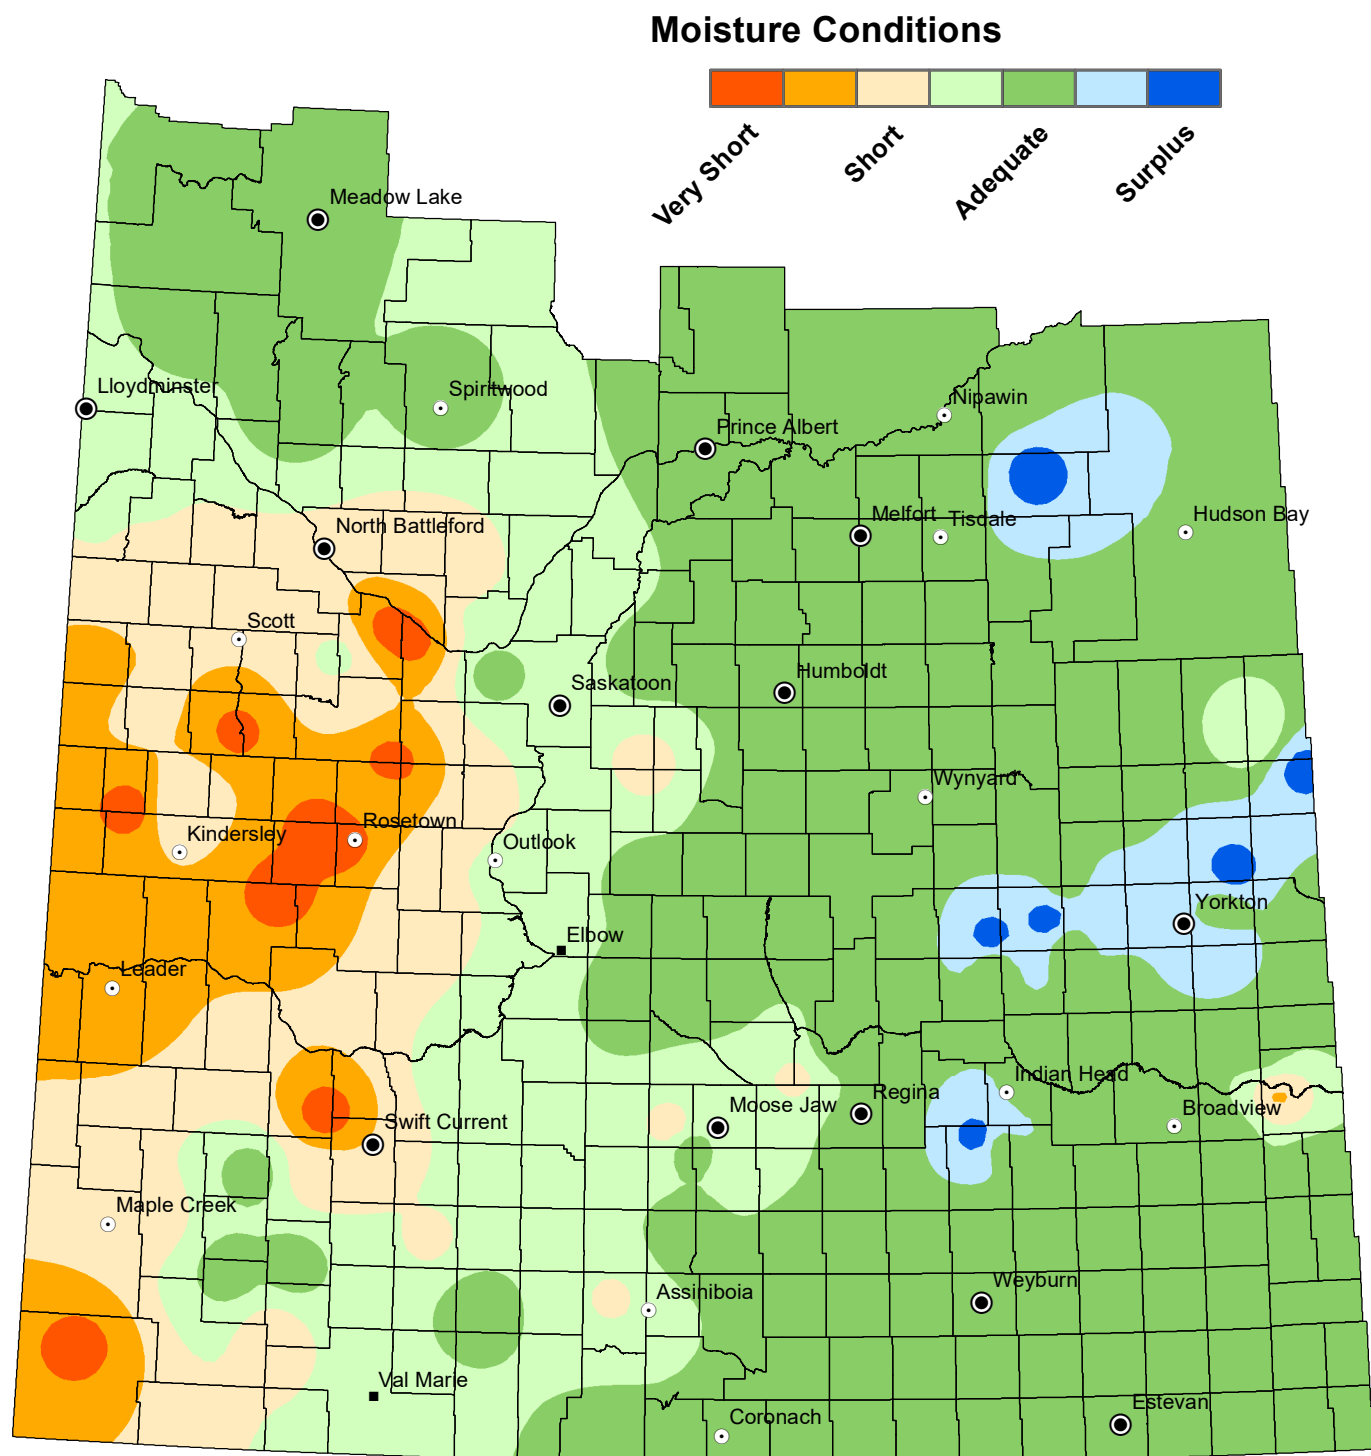 Moisture Conditions
Very Short
Short
Adequate
Surplus
Meadow Lake
Lloydminster
Spiritwood
Nipawin
Prince Albert
Melfort
Tisdale
Hudson Bay
North Battleford
Scott
Humboldt
Saskatoon
Wynyard
Rosetown
Kindersley
Outlook
Yorkton
Elbow
Leader
Indian Head
Regina
Moose Jaw
Broadview
Swift Current
Maple Creek
Weyburn
Assiniboia
Val Marie
Estevan
Coronach